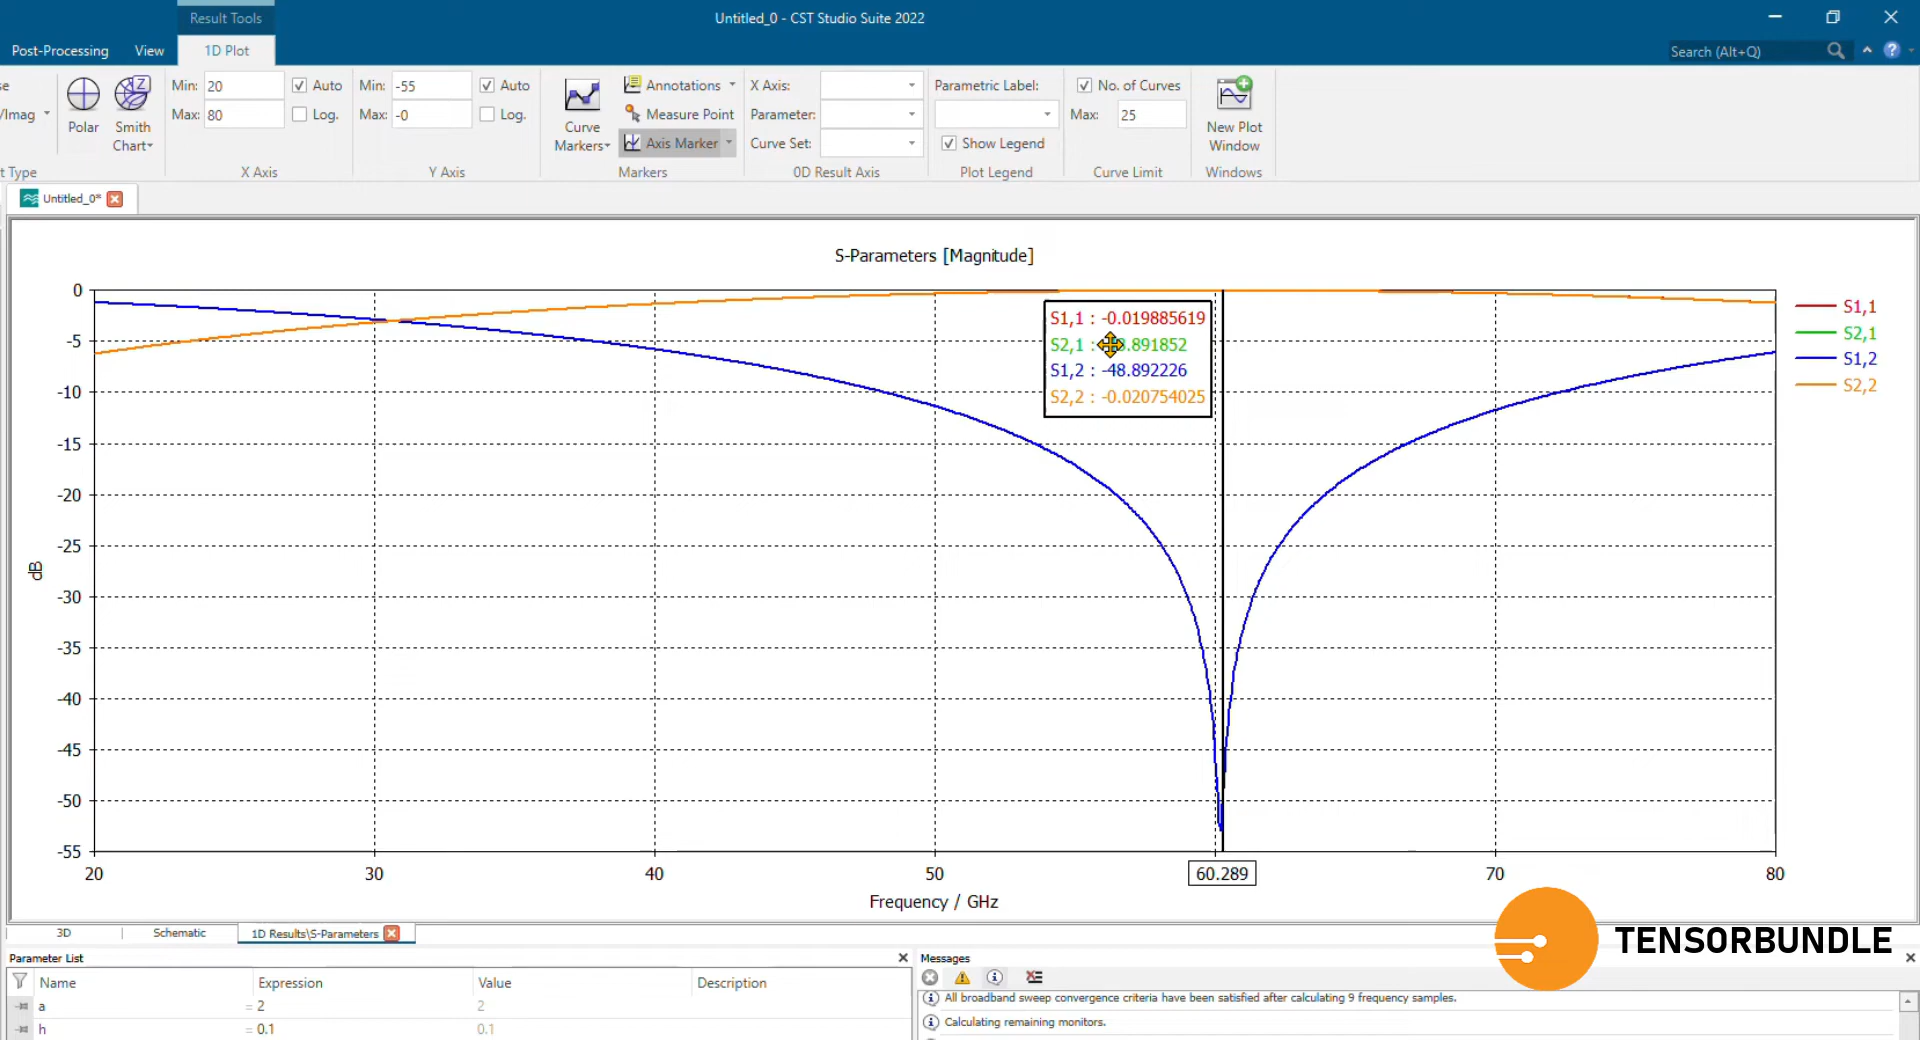 Result Tools
Untitled_0 - CST Studio Suite 2022
Post-Processing View 1D Plot
Search (Alt+Q)
Min: 20 Auto
Max: 80 Log.
X Axis
Polar
Smith Chart
Min: -55 Auto
Max: -0 Log.
Y Axis
Curve Markers
Annotations
Measure Point
Axis Marker
Markers
X Axis:
Parameter:
Curve Set:
0D Result Axis
Parametric Label:
Show Legend
Plot Legend
No. of Curves
Max: 25
Curve Limit
New Plot Window
Windows
/Imag
t Type
Untitled_0*
S-Parameters [Magnitude]
0
-5
-10
-15
-20
-25
-30
-35
-40
-45
-50
-55
dB
S1,1 : -0.019885619
S2,1 : .891852
S1,2 : -48.892226
S2,2 : -0.020754025
S1,1
S2,1
S1,2
S2,2
20 30 40 50 60.289 70 80
Frequency / GHz
3D Schematic 1D Results\S-Parameters
TENSORBUNDLE
Parameter List
Name Expression Value Description
a = 2 2
h = 0.1 0.1
Messages
All broadband sweep convergence criteria have been satisfied after calculating 9 frequency samples.
Calculating remaining monitors.